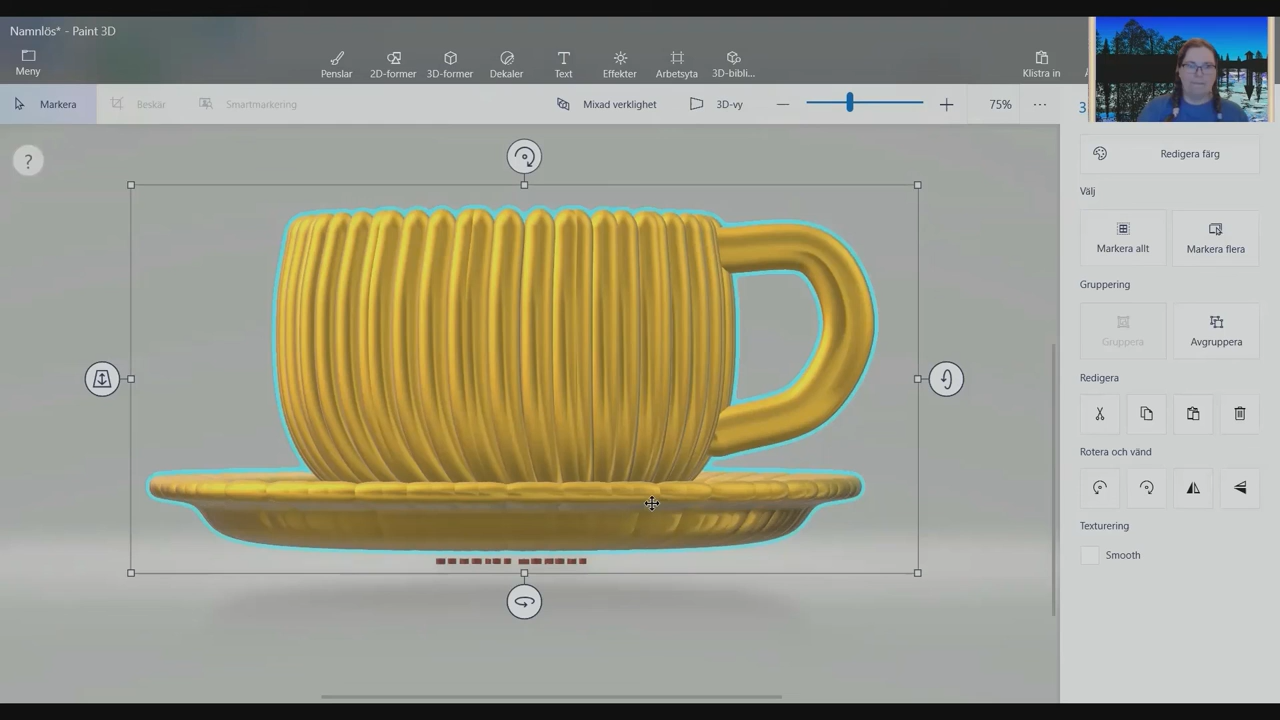 Namnlös* - Paint 3D
Meny
Penslar
2D-former
3D-former
Dekaler
Text
Effekter
Arbetsyta
3D-bibli...
Klistra in
Markera
Beskär
Smartmarkering
Mixad verklighet
3D-vy
75%
?
Redigera färg
Välj
Markera allt
Markera flera
Gruppering
Gruppera
Avgruppera
Redigera
Rotera och vänd
Texturering
Smooth